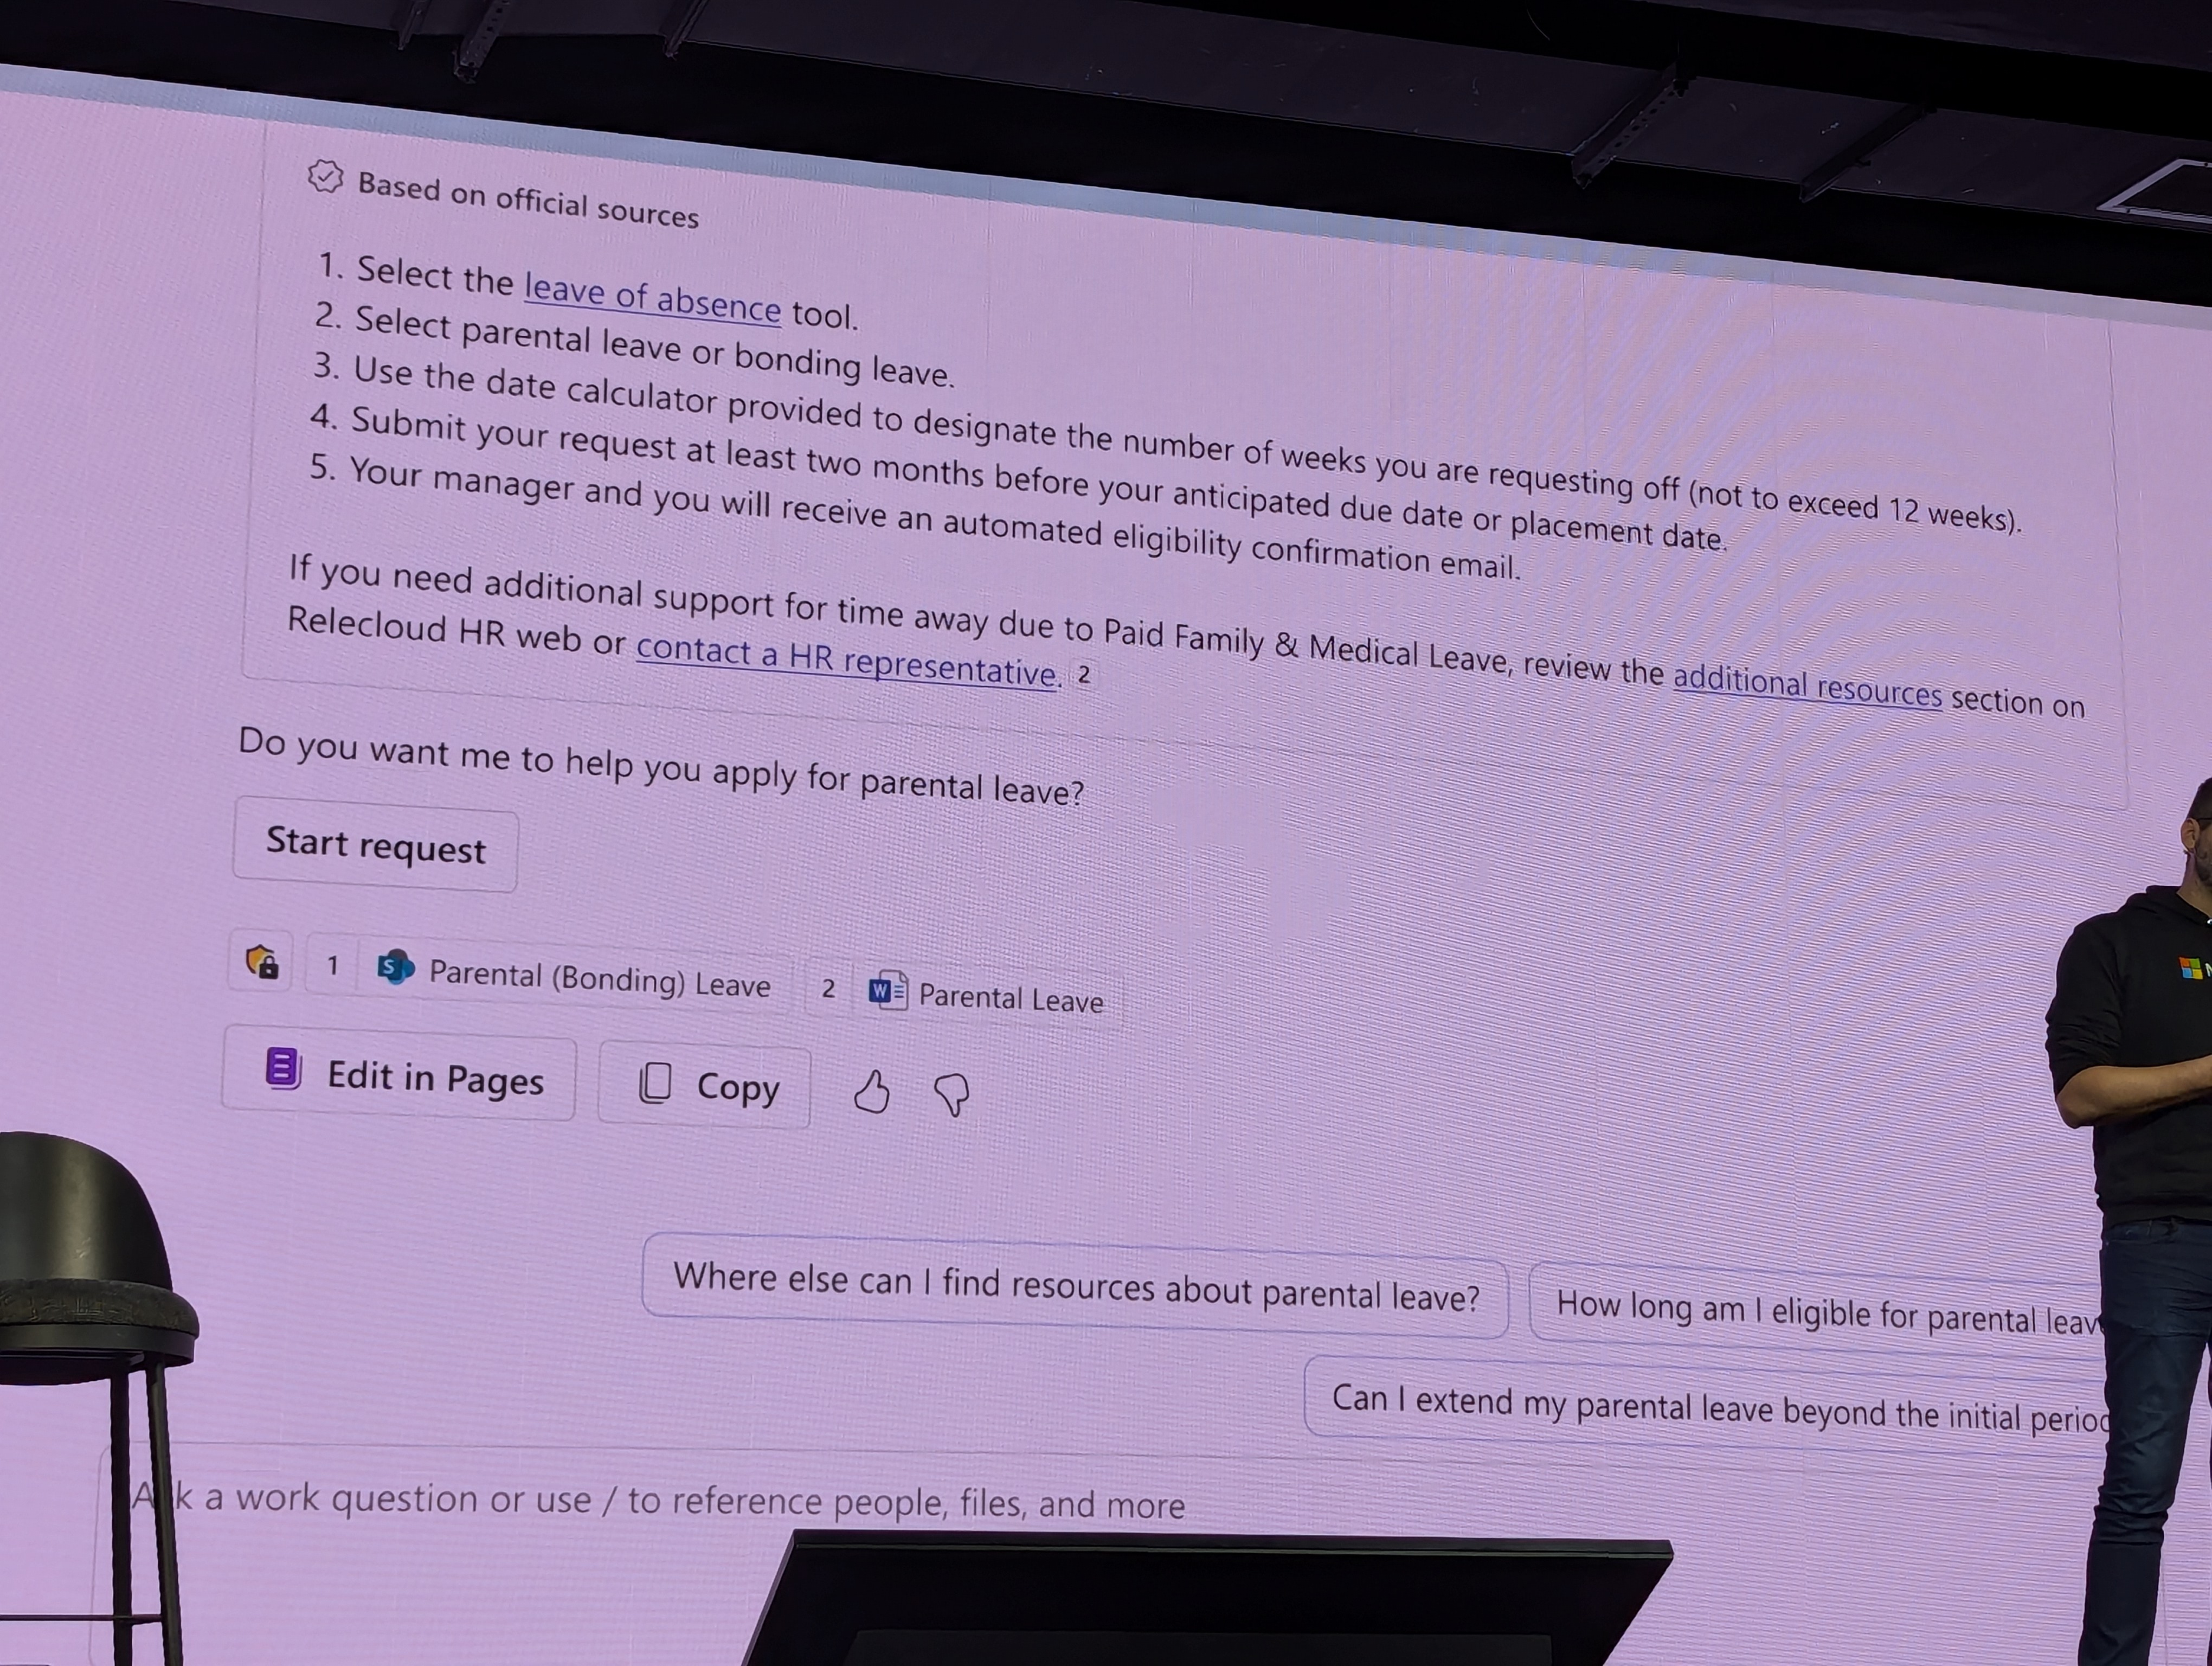 Based on official sources
1. Select the leave of absence tool.
2. Select parental leave or bonding leave.
3. Use the date calculator provided to designate the number of weeks you are requesting off (not to exceed 12 weeks).
4. Submit your request at least two months before your anticipated due date or placement date.
5. Your manager and you will receive an automated eligibility confirmation email.
If you need additional support for time away due to Paid Family & Medical Leave, review the additional resources section on
Relecloud HR web or contact a HR representative. 2
Do you want me to help you apply for parental leave?
Start request
1 S Parental (Bonding) Leave 2 W Parental Leave
Edit in Pages Copy
Where else can I find resources about parental leave? How long am I eligible for parental leav
Can I extend my parental leave beyond the initial perio
a work question or use / to reference people, files, and more